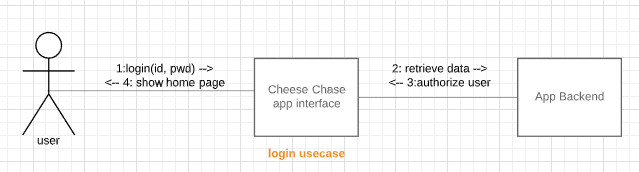 1:login(id, pwd) -->
<-- 4: show home page
2: retrieve data -->
<-- 3:authorize user
Cheese Chase
app interface
App Backend
user
login usecase